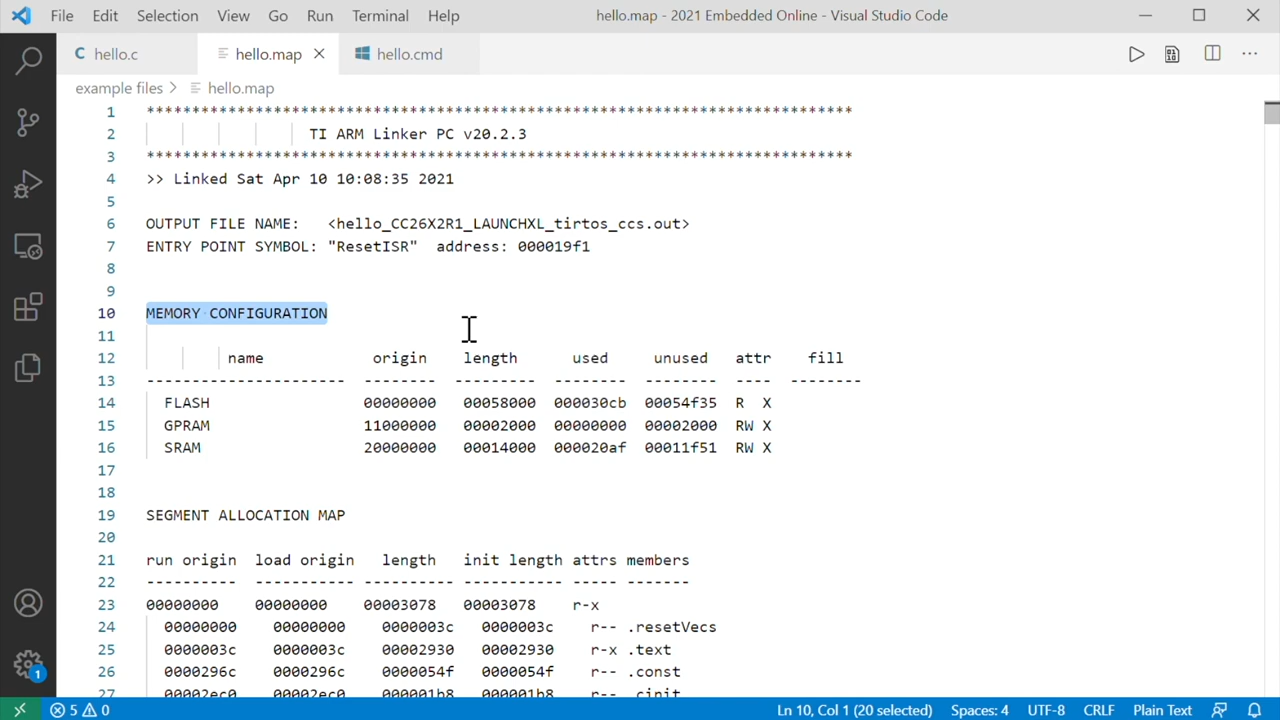 File Edit Selection View Go Run Terminal Help hello.map - 2021 Embedded Online - Visual Studio Code
C hello.c hello.map hello.cmd
example files > hello.map
1 ******************************************************************************
2 TI ARM Linker PC v20.2.3
3 ******************************************************************************
4 >> Linked Sat Apr 10 10:08:35 2021
5
6 OUTPUT FILE NAME: <hello_CC26X2R1_LAUNCHXL_tirtos_ccs.out>
7 ENTRY POINT SYMBOL: "ResetISR" address: 000019f1
8
9
10 MEMORY CONFIGURATION
11
12 name origin length used unused attr fill
13 ---------------------- -------- --------- -------- -------- ---- --------
14 FLASH 00000000 00058000 000030cb 00054f35 R X
15 GPRAM 11000000 00002000 00000000 00002000 RW X
16 SRAM 20000000 00014000 000020af 00011f51 RW X
17
18
19 SEGMENT ALLOCATION MAP
20
21 run origin load origin length init length attrs members
22 ---------- ----------- ---------- ----------- ----- -------
23 00000000 00000000 00003078 00003078 r-x
24 00000000 00000000 0000003c 0000003c r-- .resetVecs
25 0000003c 0000003c 00002930 00002930 r-x .text
26 0000296c 0000296c 0000054f 0000054f r-- .const
27 00002ec0 00002ec0 000001b8 000001b8 r-- .cinit
1
5 0 Ln 10, Col 1 (20 selected) Spaces: 4 UTF-8 CRLF Plain Text